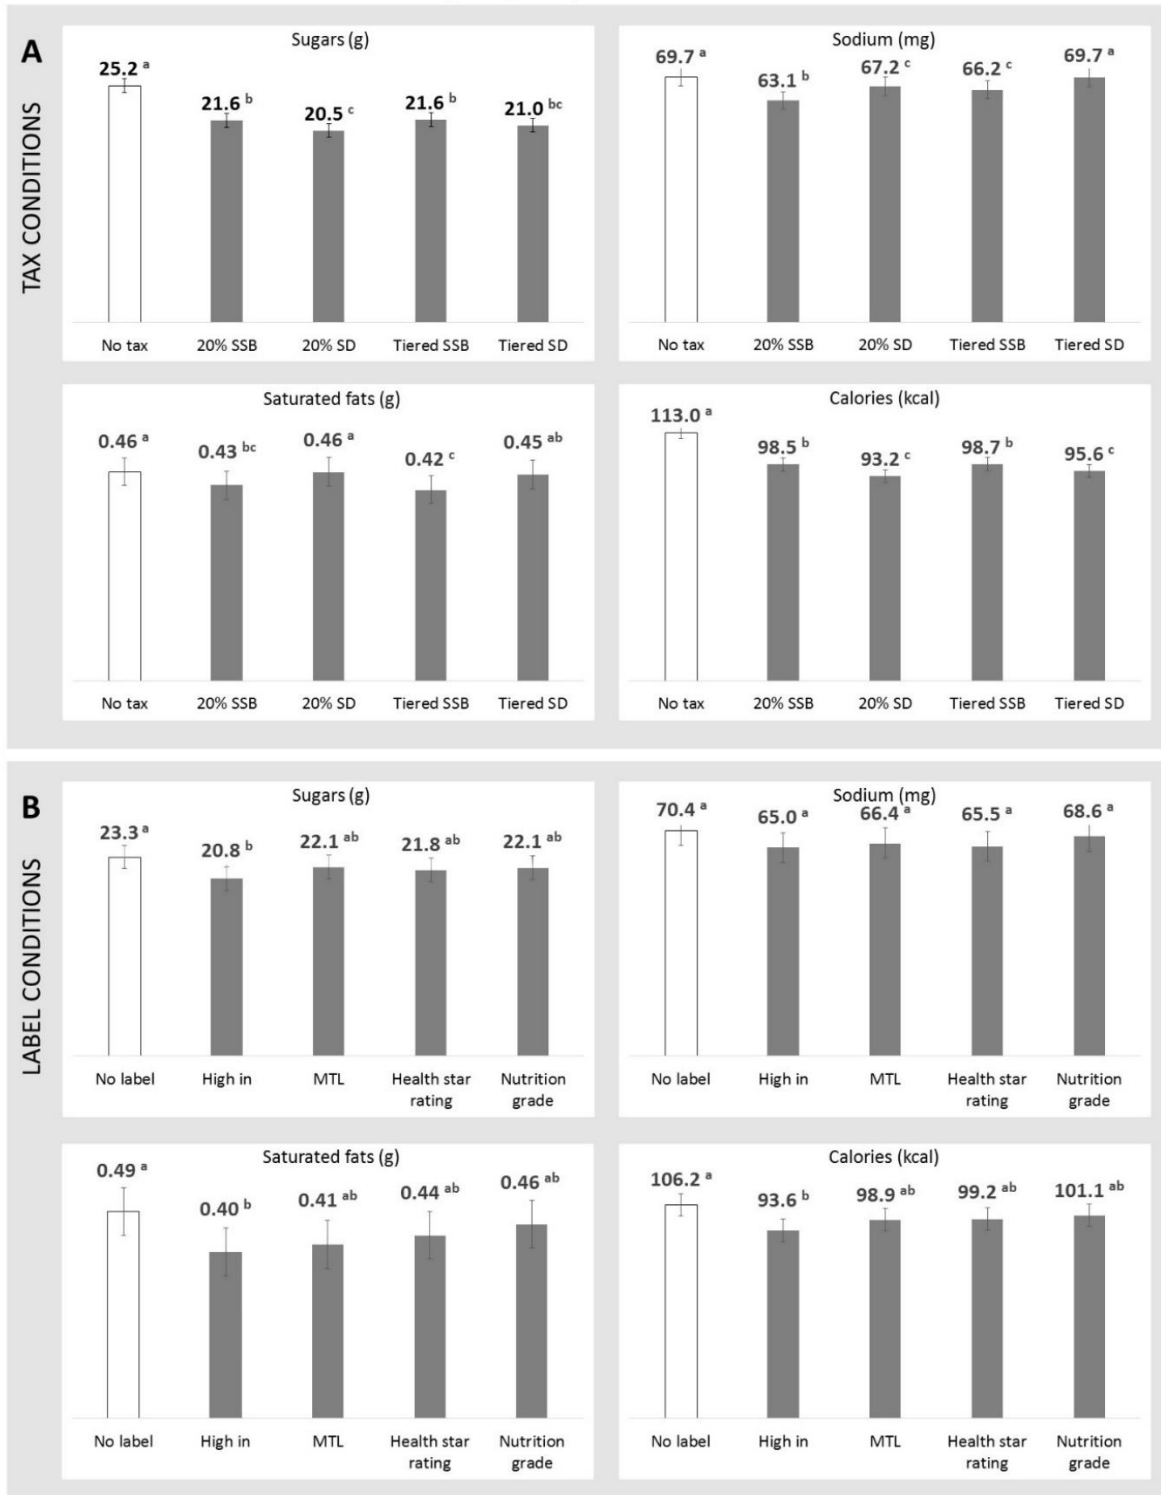 A
TAX CONDITIONS
Sugars (g)
25.2 a
21.6 b
20.5 c
21.6 b
21.0 bc
No tax
20% SSB
20% SD
Tiered SSB
Tiered SD
Sodium (mg)
69.7 a
63.1 b
67.2 c
66.2 c
69.7 a
No tax
20% SSB
20% SD
Tiered SSB
Tiered SD
Saturated fats (g)
0.46 a
0.43 bc
0.46 a
0.42 c
0.45 ab
No tax
20% SSB
20% SD
Tiered SSB
Tiered SD
Calories (kcal)
113.0 a
98.5 b
93.2 c
98.7 b
95.6 c
No tax
20% SSB
20% SD
Tiered SSB
Tiered SD
B
LABEL CONDITIONS
Sugars (g)
23.3 a
20.8 b
22.1 ab
21.8 ab
22.1 ab
No label
High in
MTL
Health star
rating
Nutrition
grade
Sodium (mg)
70.4 a
65.0 a
66.4 a
65.5 a
68.6 a
No label
High in
MTL
Health star
rating
Nutrition
grade
Saturated fats (g)
0.49 a
0.40 b
0.41 ab
0.44 ab
0.46 ab
No label
High in
MTL
Health star
rating
Nutrition
grade
Calories (kcal)
106.2 a
93.6 b
98.9 ab
99.2 ab
101.1 ab
No label
High in
MTL
Health star
rating
Nutrition
grade